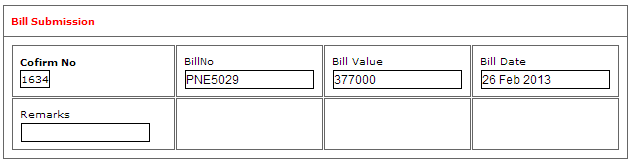 Bill Submission
Cofirm No BillNo Bill Value Bill Date
1634 PNE5029 377000 26 Feb 2013
Remarks